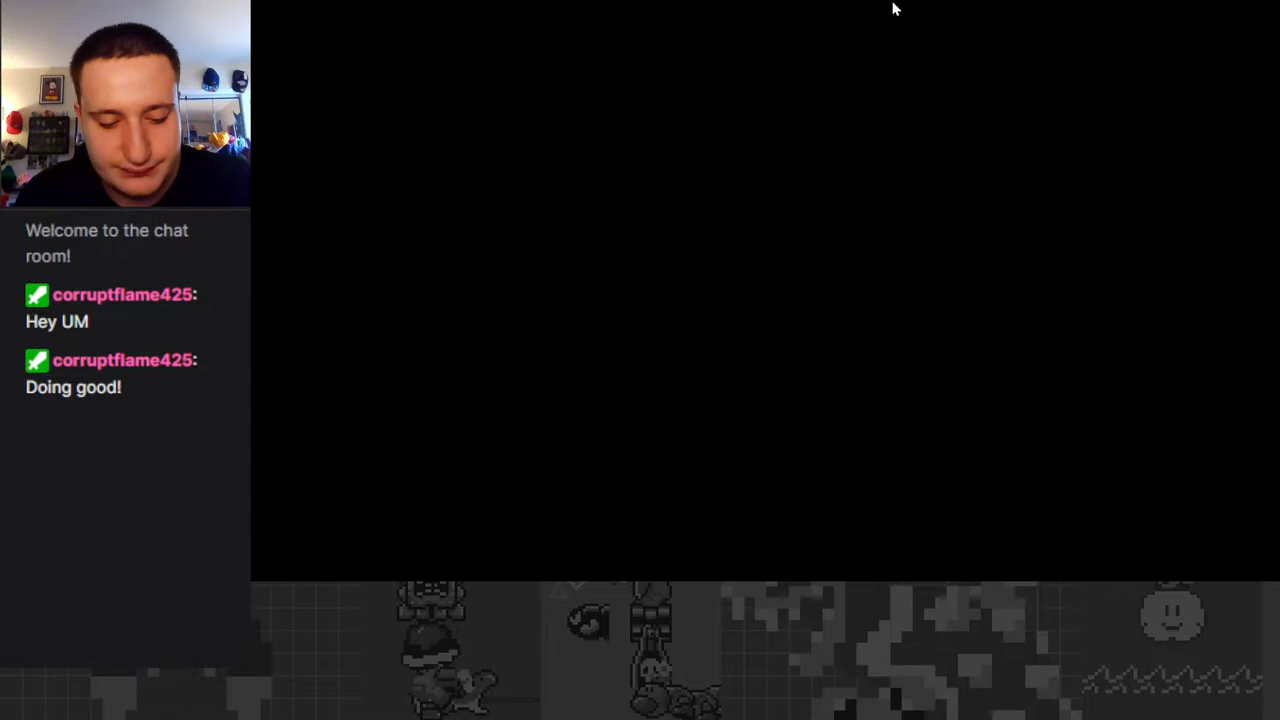 Welcome to the chat
room!
corruptflame425:
Hey UM
corruptflame425:
Doing good!